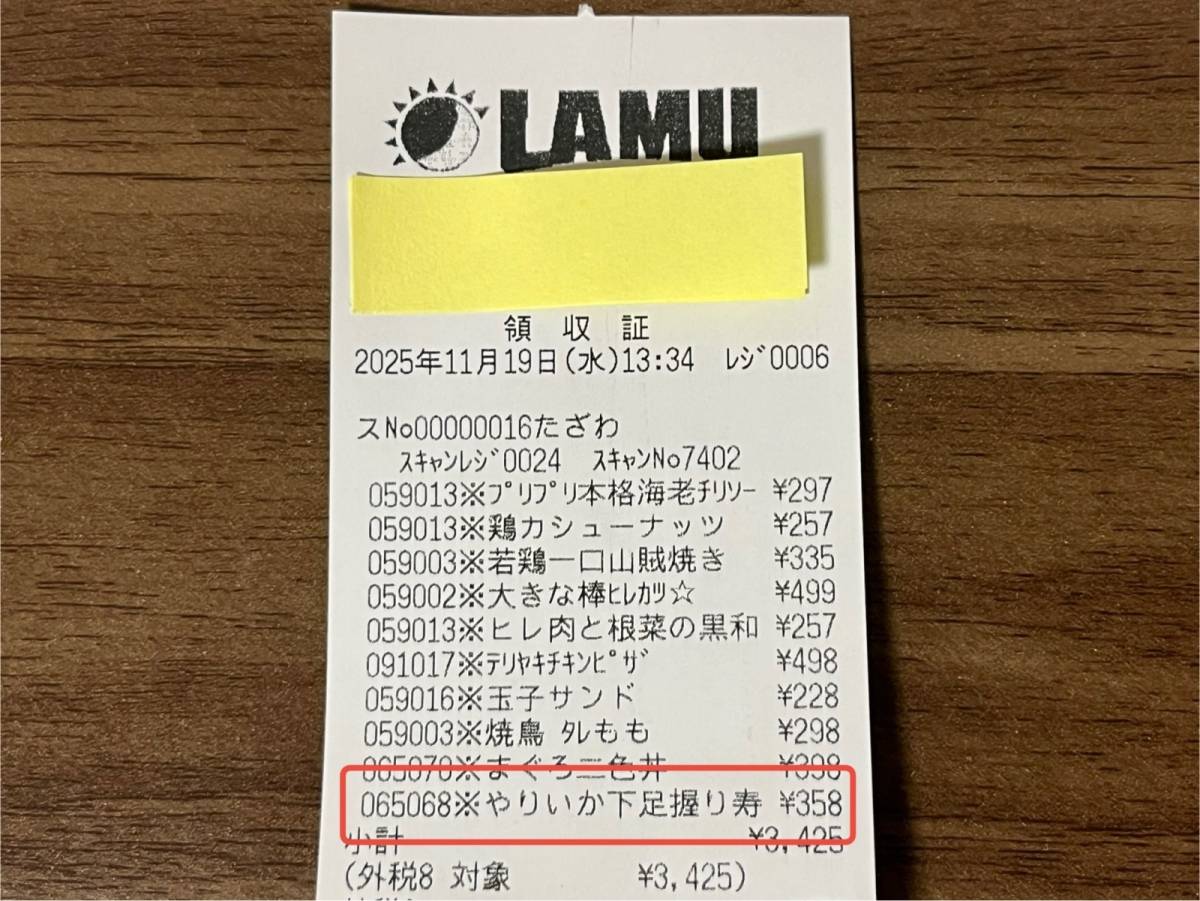 LAMU
領 収 証
2025年11月19日(水)13:34 ﾚｼﾞ0006
スNo00000016たざわ
ｽｷｬﾝﾚｼﾞ0024 ｽｷｬﾝNo7402
059013※ﾌﾟﾘﾌﾟﾘ本格海老ﾁﾘｿｰ ¥297
059013※鶏カシューナッツ ¥257
059003※若鶏一口山賊焼き ¥335
059002※大きな棒ﾋﾚｶﾂ☆ ¥499
059013※ヒレ肉と根菜の黒和 ¥257
091017※ﾃﾘﾔｷﾁｷﾝﾋﾟｻﾞ ¥498
059016※玉子サンド ¥228
059003※焼鳥 ﾀﾚもも ¥298
065070※まぐろ二色丼 ¥398
065068※やりいか下足握り寿 ¥358
小計 ¥3,425
(外税8 対象 ¥3,425)